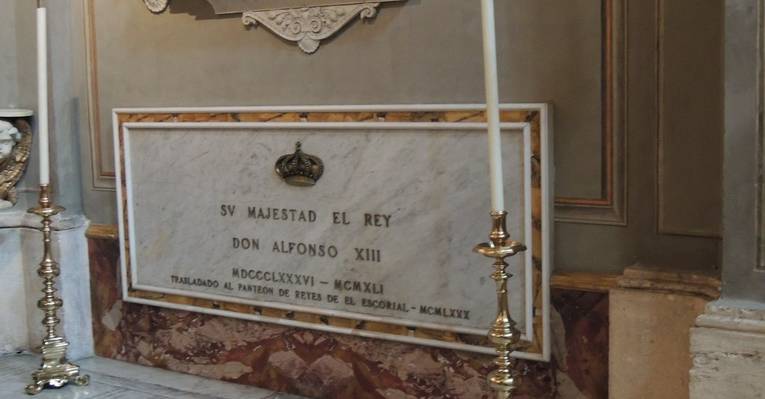 SV MAJESTAD EL REY
DON ALFONSO XIII
MDCCCLXXXVI - MCMXLI
TRASLADADO AL PANTEON DE REYES DE EL ESCORIAL - MCMLXXX